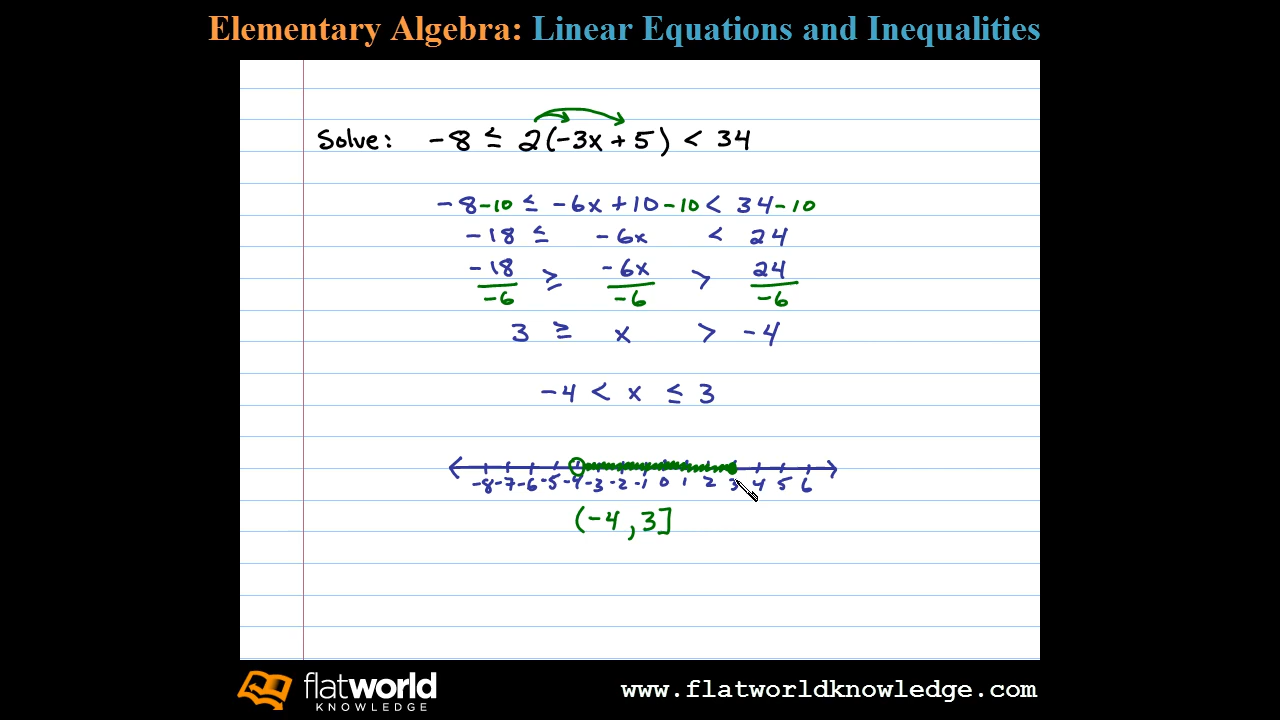 Elementary Algebra: Linear Equations and Inequalities
Solve: -8 ≤ 2(-3x + 5) < 34
-8 -10 ≤ -6x + 10 -10 < 34 -10
-18 ≤ -6x < 24
-18 ≥ -6x > 24
-6 -6 -6
3 ≥ x > -4
-4 < x ≤ 3
-8 -7 -6 -5 -4 -3 -2 -1 0 1 2 3 4 5 6
(-4, 3]
flatworld
KNOWLEDGE
www.flatworldknowledge.com